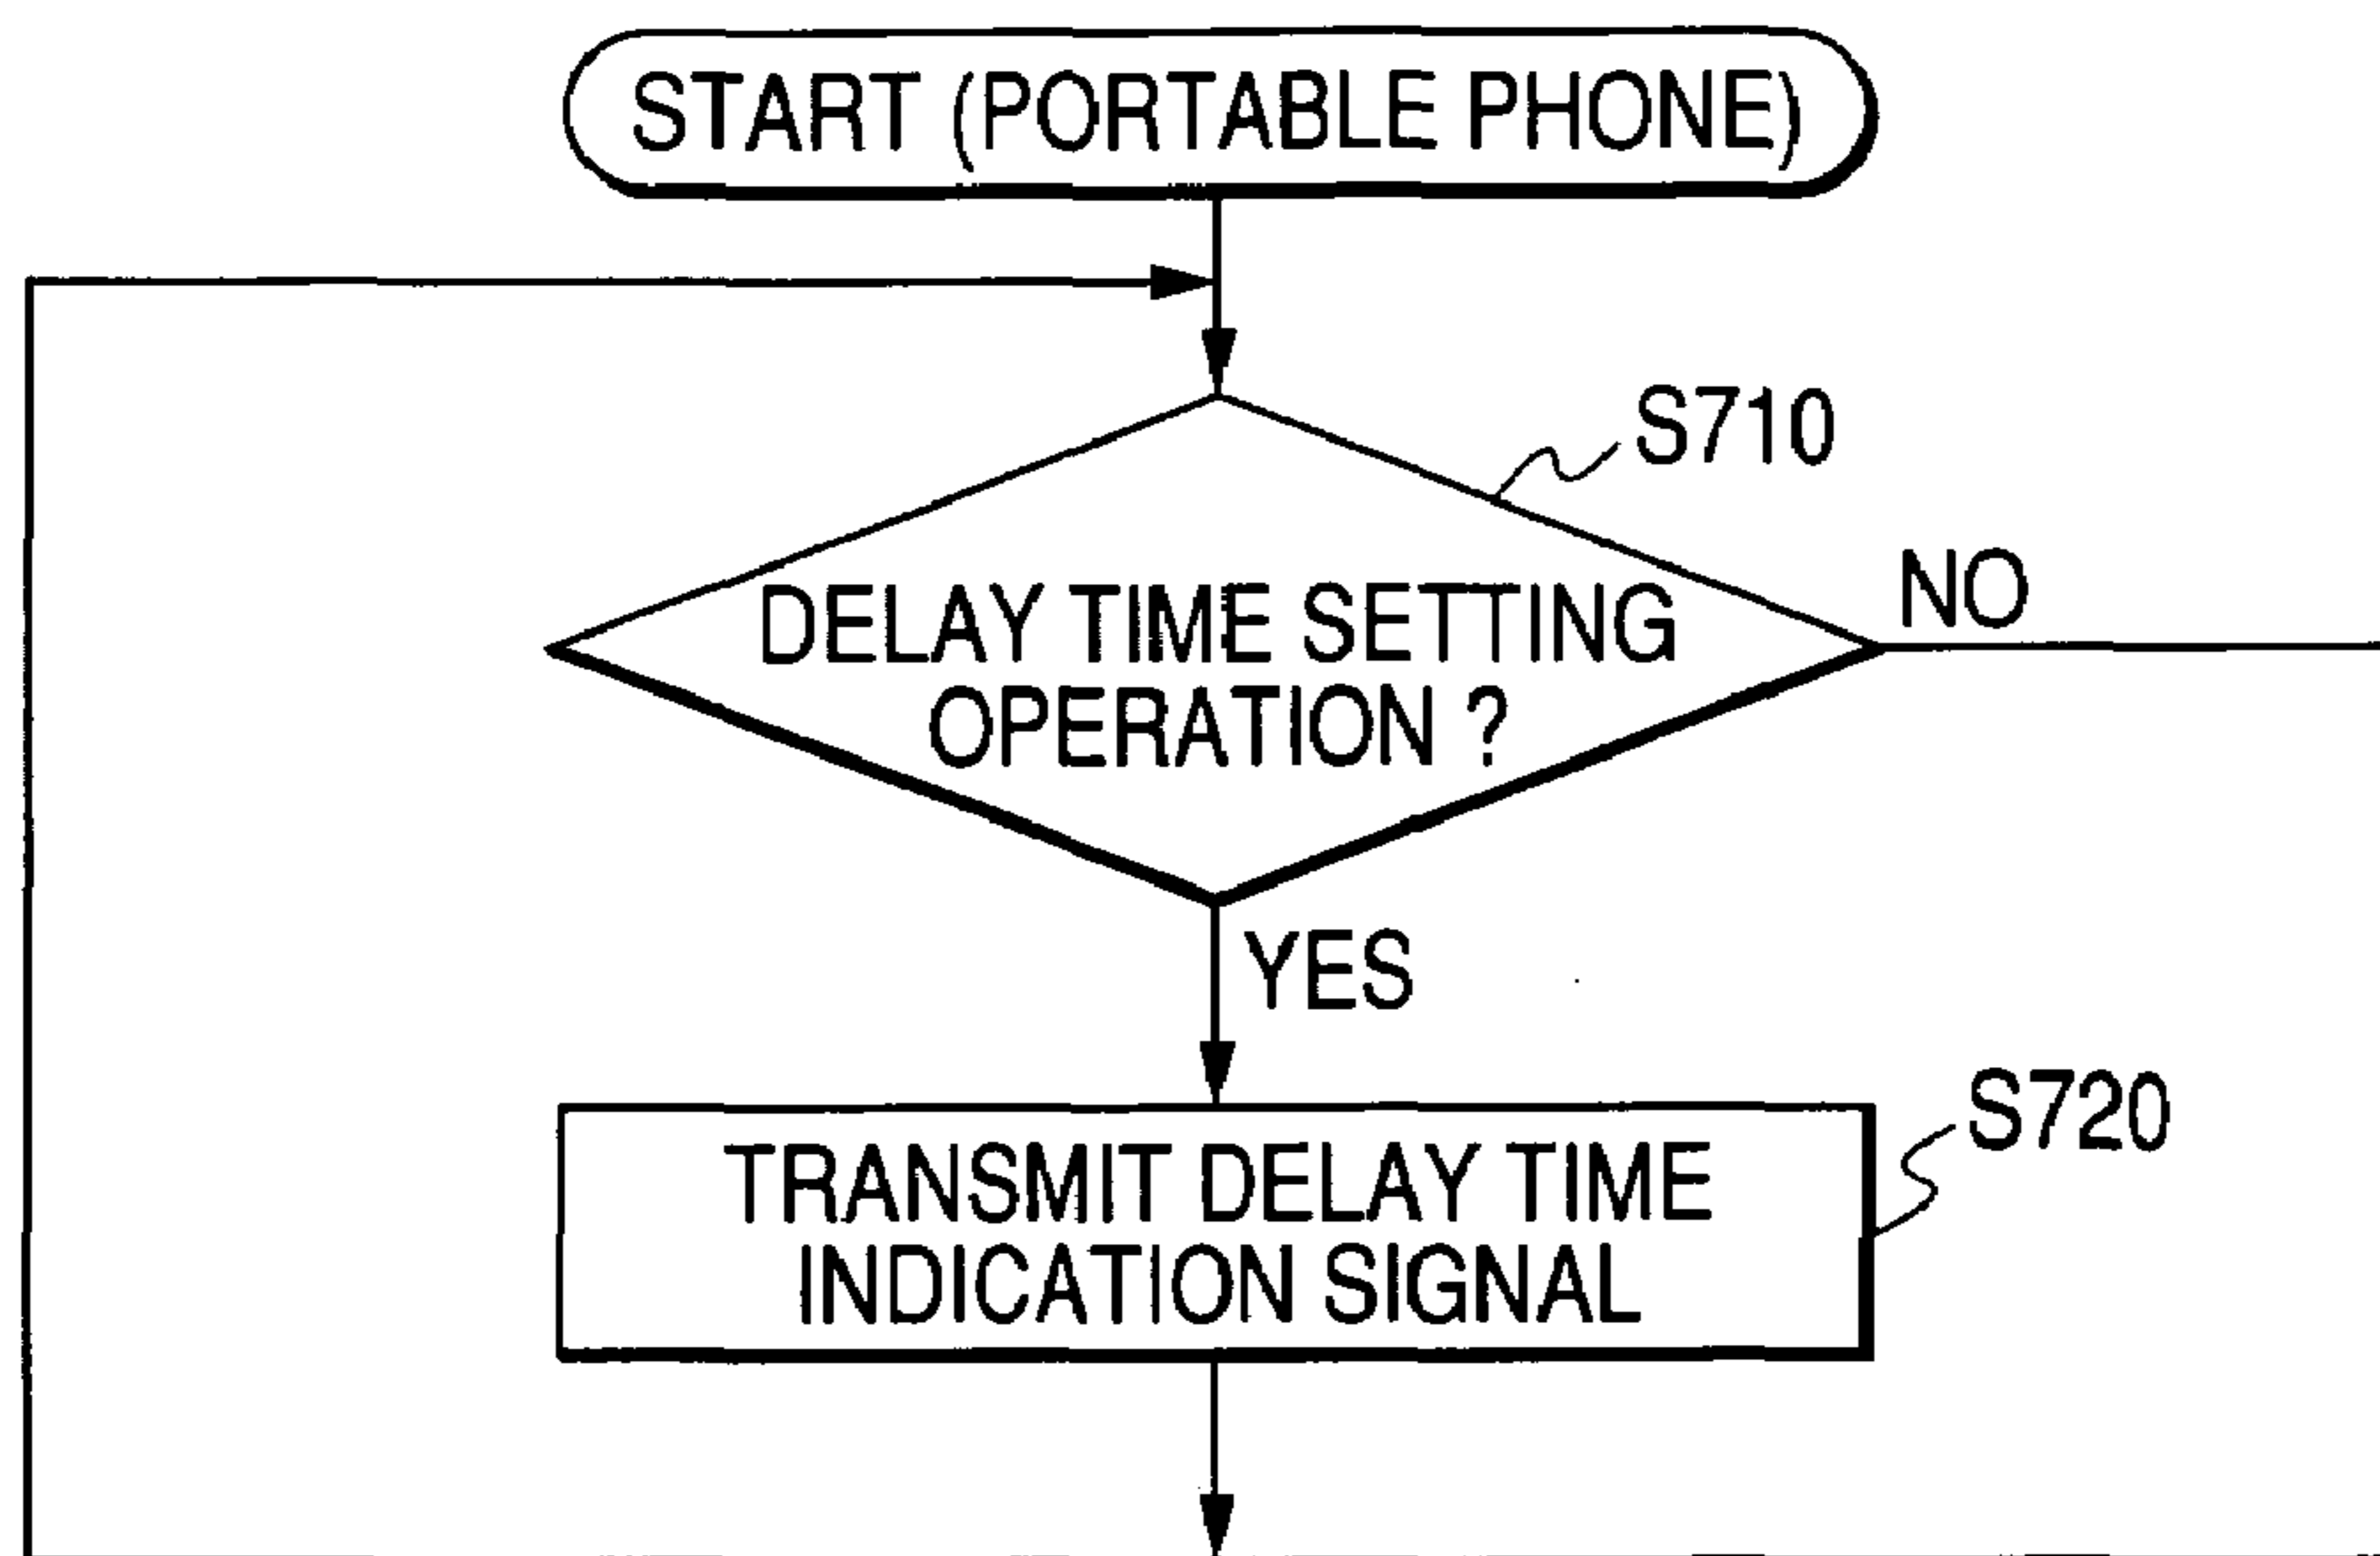 START (PORTABLE PHONE)
S710
DELAY TIME SETTING
OPERATION ?
NO
YES
S720
TRANSMIT DELAY TIME
INDICATION SIGNAL